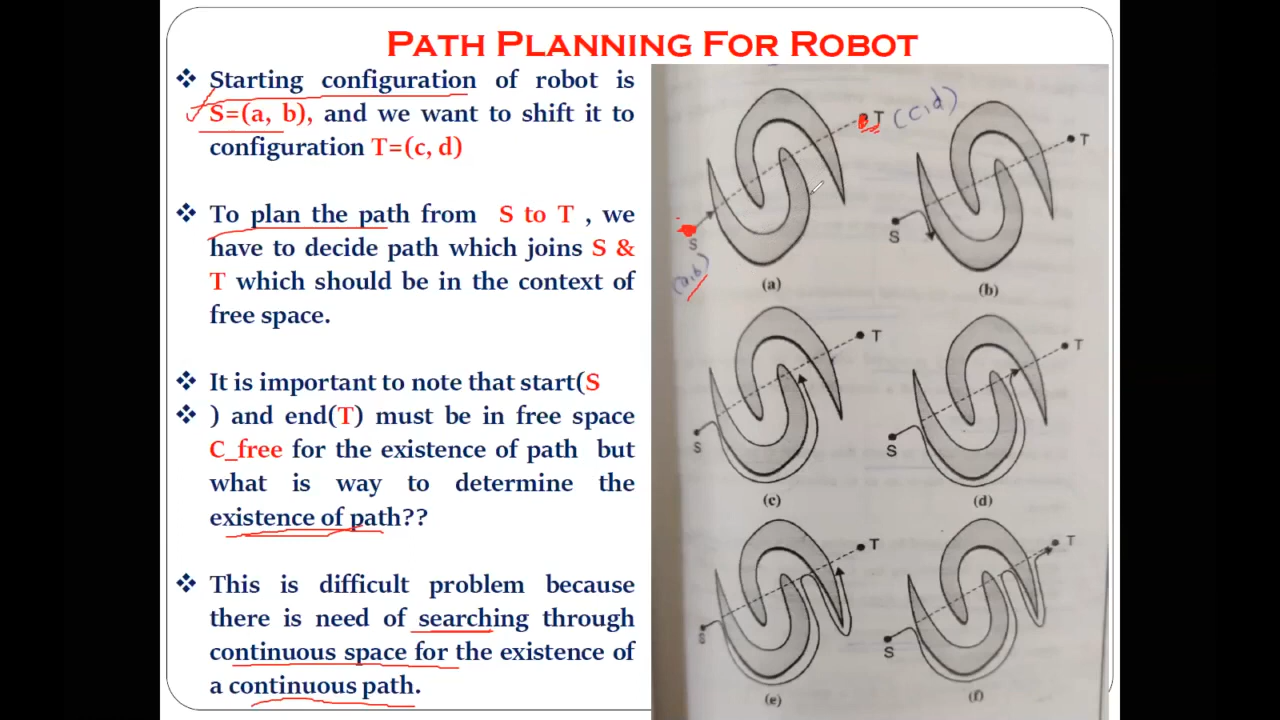 PATH PLANNING FOR ROBOT
❖ Starting configuration of robot is
S=(a, b), and we want to shift it to
configuration T=(c, d)
❖ To plan the path from S to T , we
have to decide path which joins S &
T which should be in the context of
free space.
❖ It is important to note that start(S
❖ ) and end(T) must be in free space
C_free for the existence of path but
what is way to determine the
existence of path??
❖ This is difficult problem because
there is need of searching through
continuous space for the existence of
a continuous path.
T (c, d)
S
(a, b)
(a)
T
S
(b)
T
S
(c)
T
S
(d)
T
S
(e)
T
S
(f)